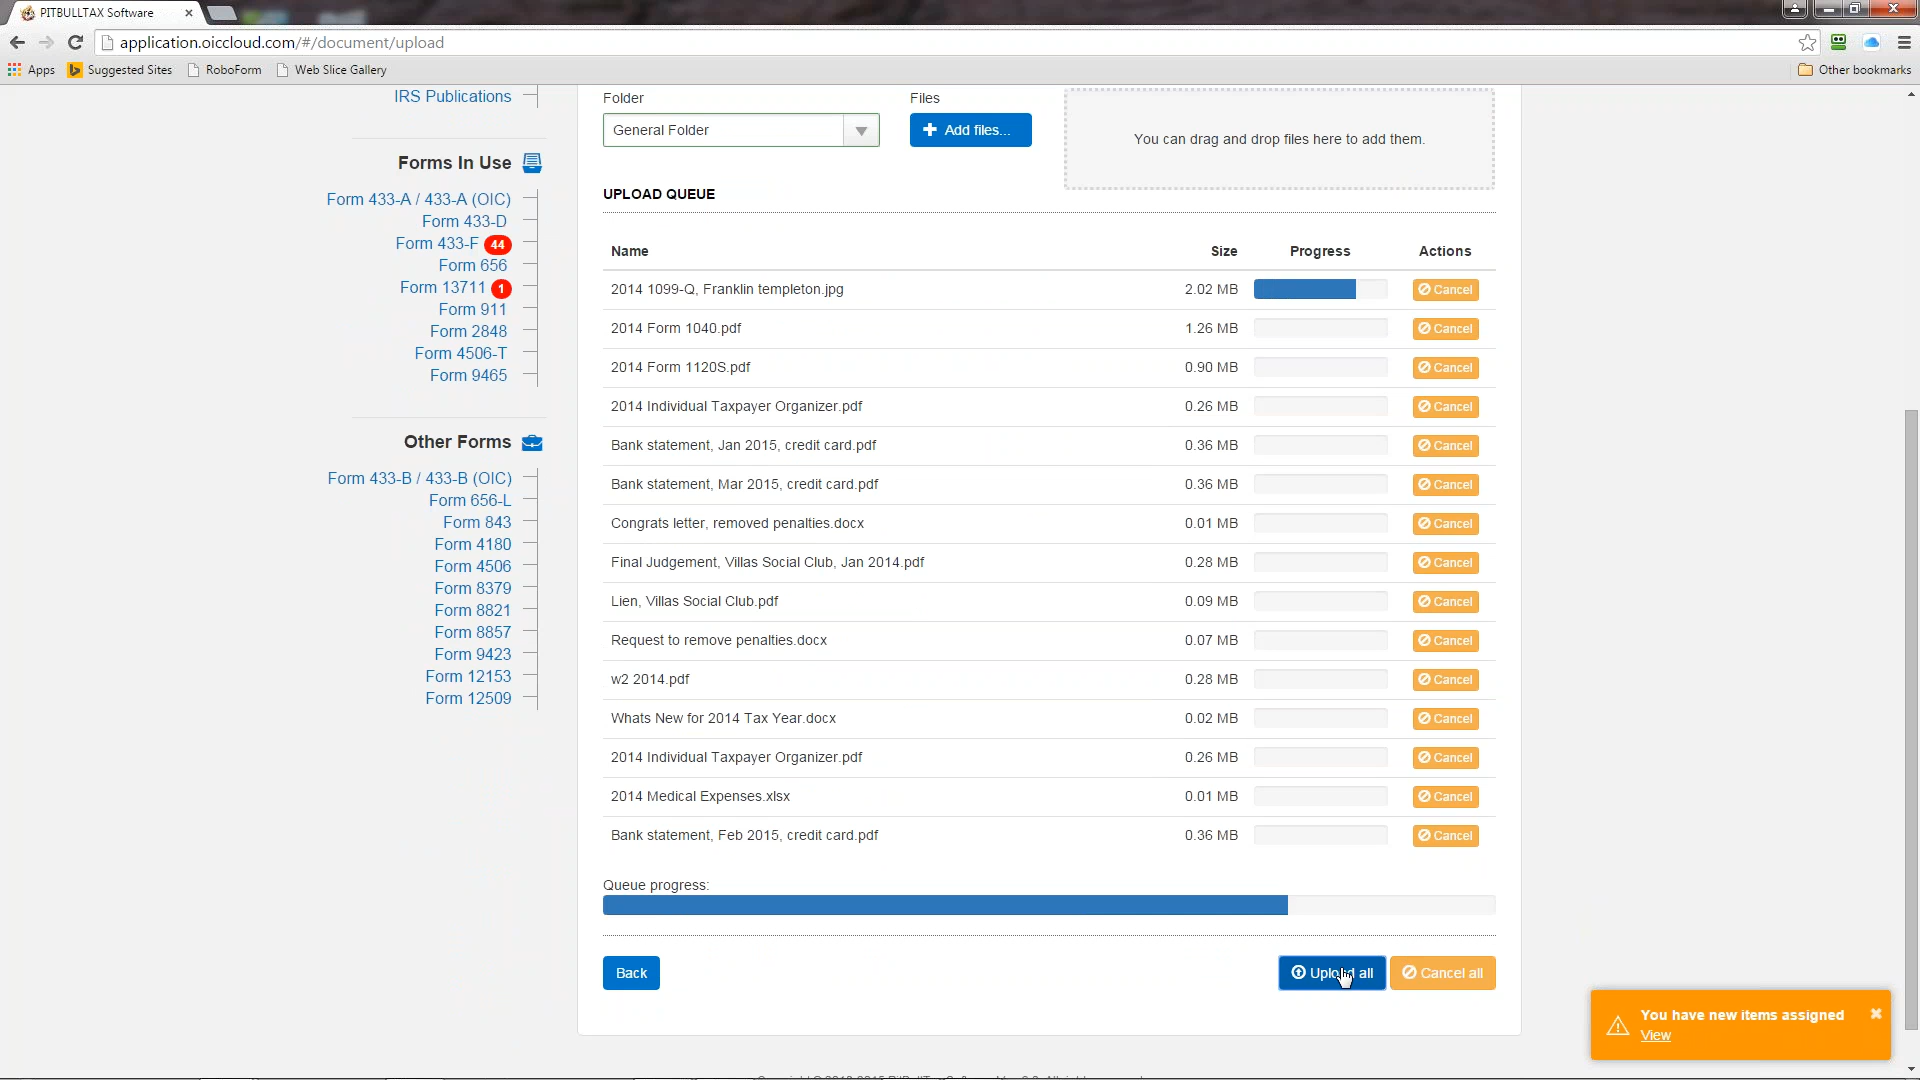 PITBULLTAX Software
application.oiccloud.com/#/document/upload
Apps Suggested Sites RoboForm Web Slice Gallery Other bookmarks
IRS Publications
Forms In Use
Form 433-A / 433-A (OIC)
Form 433-D
Form 433-F 44
Form 656
Form 13711 1
Form 911
Form 2848
Form 4506-T
Form 9465
Other Forms
Form 433-B / 433-B (OIC)
Form 656-L
Form 843
Form 4180
Form 4506
Form 8379
Form 8821
Form 8857
Form 9423
Form 12153
Form 12509
Folder Files
General Folder Add files...
You can drag and drop files here to add them.
UPLOAD QUEUE
Name Size Progress Actions
2014 1099-Q, Franklin templeton.jpg 2.02 MB Cancel
2014 Form 1040.pdf 1.26 MB Cancel
2014 Form 1120S.pdf 0.90 MB Cancel
2014 Individual Taxpayer Organizer.pdf 0.26 MB Cancel
Bank statement, Jan 2015, credit card.pdf 0.36 MB Cancel
Bank statement, Mar 2015, credit card.pdf 0.36 MB Cancel
Congrats letter, removed penalties.docx 0.01 MB Cancel
Final Judgement, Villas Social Club, Jan 2014.pdf 0.28 MB Cancel
Lien, Villas Social Club.pdf 0.09 MB Cancel
Request to remove penalties.docx 0.07 MB Cancel
w2 2014.pdf 0.28 MB Cancel
Whats New for 2014 Tax Year.docx 0.02 MB Cancel
2014 Individual Taxpayer Organizer.pdf 0.26 MB Cancel
2014 Medical Expenses.xlsx 0.01 MB Cancel
Bank statement, Feb 2015, credit card.pdf 0.36 MB Cancel
Queue progress:
Back Upload all Cancel all
You have new items assigned
View